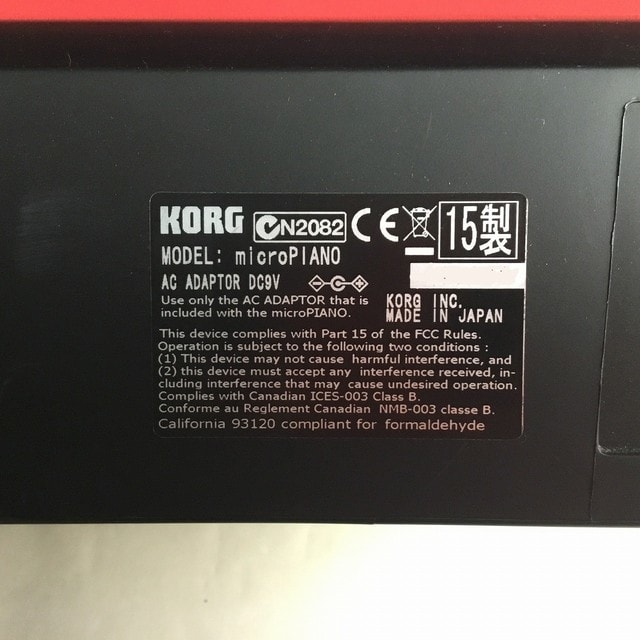 KORG N2082 CE 15製
MODEL: microPIANO
AC ADAPTOR DC9V
Use only the AC ADAPTOR that is
included with the microPIANO.
KORG INC.
MADE IN JAPAN
This device complies with Part 15 of the FCC Rules.
Operation is subject to the following two conditions :
(1) This device may not cause harmful interference, and
(2) this device must accept any interference received, in-
cluding interference that may cause undesired operation.
Complies with Canadian ICES-003 Class B.
Conforme au Reglement Canadien NMB-003 classe B.
California 93120 compliant for formaldehyde